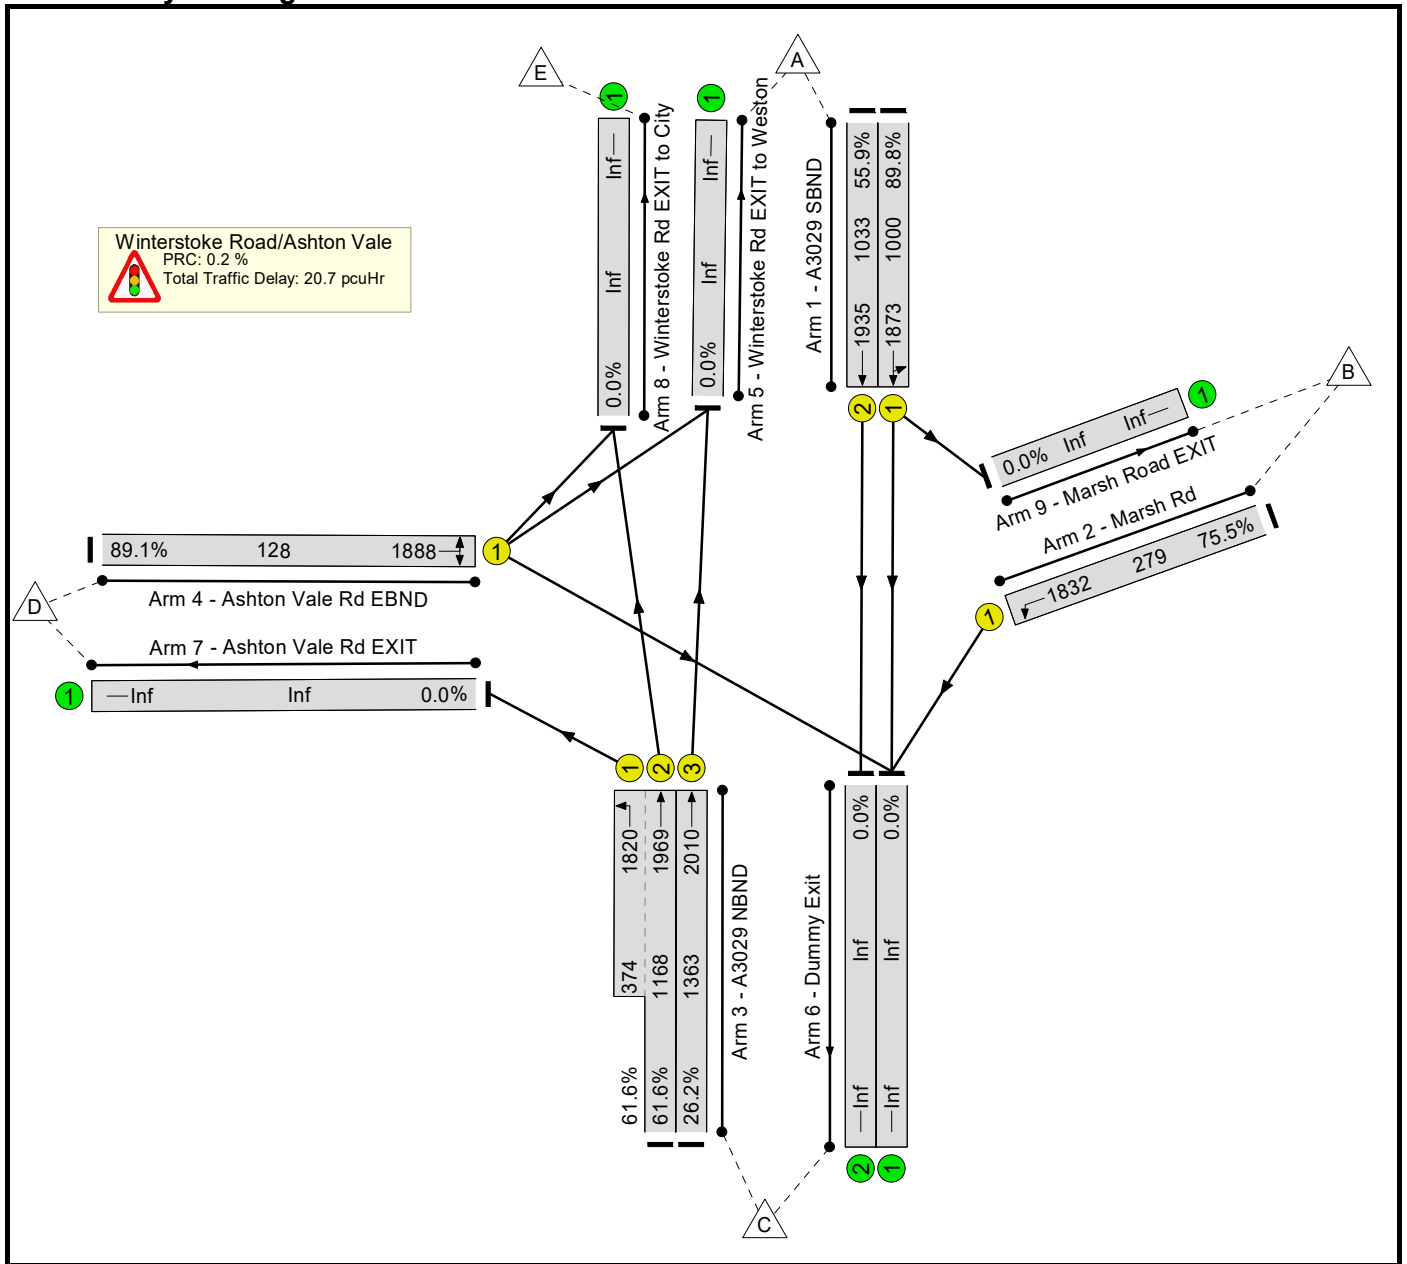 E
A
1
1
Arm 8 - Winterstoke Rd EXIT to City
Arm 5 - Winterstoke Rd EXIT to Weston
Inf
Inf
0.0%
Inf
Inf
0.0%
Arm 1 - A3029 SBND
55.9%
1033
1935
89.8%
1000
1873
2
1
Winterstoke Road/Ashton Vale
PRC: 0.2 %
Total Traffic Delay: 20.7 pcuHr
B
1
0.0% Inf Inf
Arm 9 - Marsh Road EXIT
Arm 2 - Marsh Rd
1832 279 75.5%
1
89.1% 128 1888
1
Arm 4 - Ashton Vale Rd EBND
D
Arm 7 - Ashton Vale Rd EXIT
1
Inf Inf 0.0%
1
2
3
1820
374
61.6%
1969
1168
61.6%
2010
1363
26.2%
Arm 3 - A3029 NBND
Arm 6 - Dummy Exit
0.0%
Inf
Inf
0.0%
Inf
Inf
2
1
C